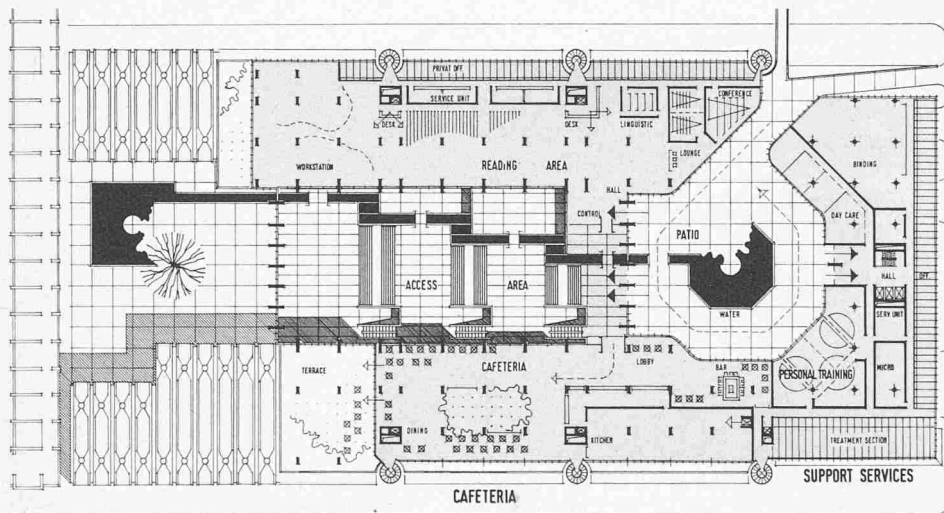 PRIVAT OFF
SERVICE UNIT
CONFERENCE
DESK
DESK
LINGUISTIC
LOUNGE
WORKSTATION
READING AREA
BINDING
HALL
CONTROL
DAY CARE
PATIO
ACCESS AREA
HALL
OFF
WATER
SERV UNIT
CAFETERIA
LOBBY
BAR
TERRACE
PERSONAL TRAINING
MICRO
DINING
KITCHEN
TREATMENT SECTION
SUPPORT SERVICES
CAFETERIA